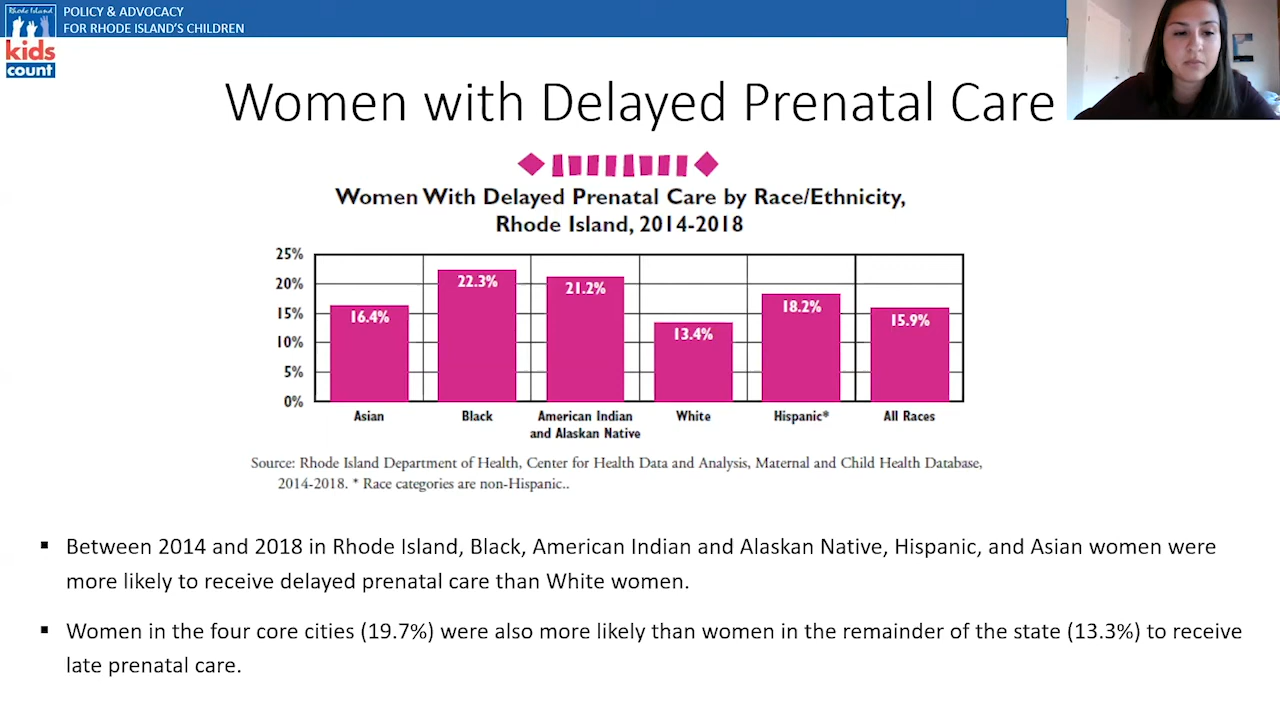 Rhode Island
kids
count
POLICY & ADVOCACY
FOR RHODE ISLAND'S CHILDREN
Women with Delayed Prenatal Care
Women With Delayed Prenatal Care by Race/Ethnicity,
Rhode Island, 2014-2018
25%
20%
15%
10%
5%
0%
16.4%
22.3%
21.2%
13.4%
18.2%
15.9%
Asian
Black
American Indian
and Alaskan Native
White
Hispanic*
All Races
Source: Rhode Island Department of Health, Center for Health Data and Analysis, Maternal and Child Health Database,
2014-2018. * Race categories are non-Hispanic..
▪ Between 2014 and 2018 in Rhode Island, Black, American Indian and Alaskan Native, Hispanic, and Asian women were
more likely to receive delayed prenatal care than White women.
▪ Women in the four core cities (19.7%) were also more likely than women in the remainder of the state (13.3%) to receive
late prenatal care.